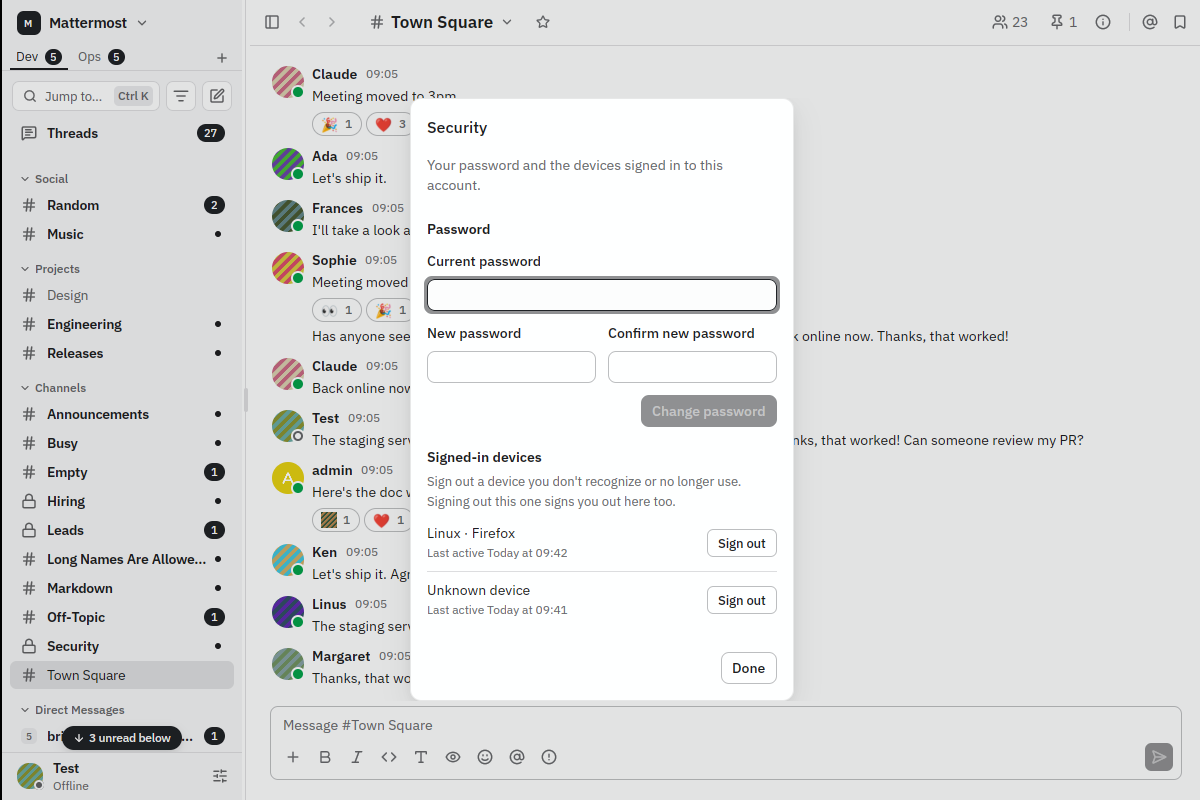 M Mattermost
Dev 5 Ops 5
Jump to... Ctrl K
Threads 27
Social
Random 2
Music
Projects
Design
Engineering
Releases
Channels
Announcements
Busy
Empty 1
Hiring
Leads 1
Long Names Are Allowe...
Markdown
Off-Topic 1
Security
Town Square
Direct Messages
5 ... 1
3 unread below
Test
Offline
Town Square
23
1
Claude 09:05
Meeting moved to 3pm
1 3
Ada 09:05
Let's ship it.
Frances 09:05
I'll take a look a
Sophie 09:05
Meeting moved
1 1
Has anyone see
k online now. Thanks, that worked!
Claude 09:05
Back online now
Test 09:05
The staging serv
nks, that worked! Can someone review my PR?
A admin 09:05
Here's the doc w
1 1
Ken 09:05
Let's ship it. Agr
Linus 09:05
The staging serv
Margaret 09:05
Thanks, that wo
Security
Your password and the devices signed in to this
account.
Password
Current password
New password Confirm new password
Change password
Signed-in devices
Sign out a device you don't recognize or no longer use.
Signing out this one signs you out here too.
Linux · Firefox
Last active Today at 09:42
Sign out
Unknown device
Last active Today at 09:41
Sign out
Done
Message #Town Square